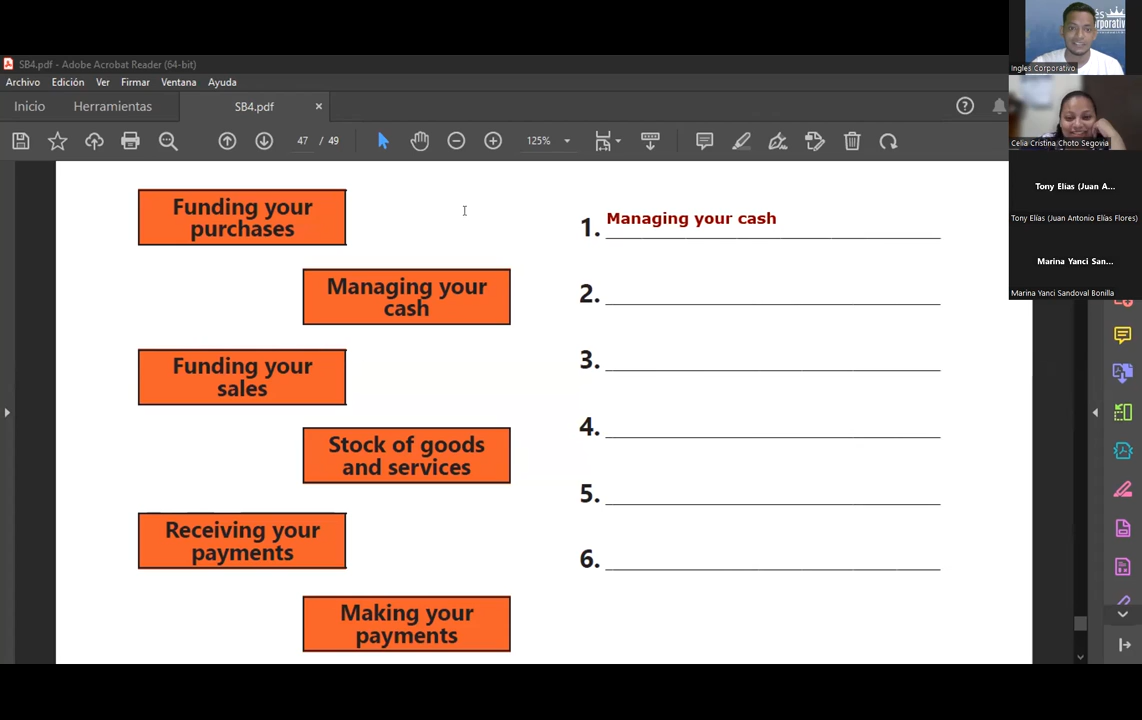 és
corporativo
Ingles Corporativo
SB4.pdf - Adobe Acrobat Reader (64-bit)
Archivo Edición Ver Firmar Ventana Ayuda
Inicio Herramientas SB4.pdf ×
47 / 49 125%
Celia Cristina Choto Segovia
Tony Elias (Juan A...
Tony Elías (Juan Antonio Elías Flores)
Marina Yanci San...
Marina Yanci Sandoval Bonilla
Funding your
purchases
Managing your
cash
Funding your
sales
Stock of goods
and services
Receiving your
payments
Making your
payments
1. Managing your cash
2.
3.
4.
5.
6.